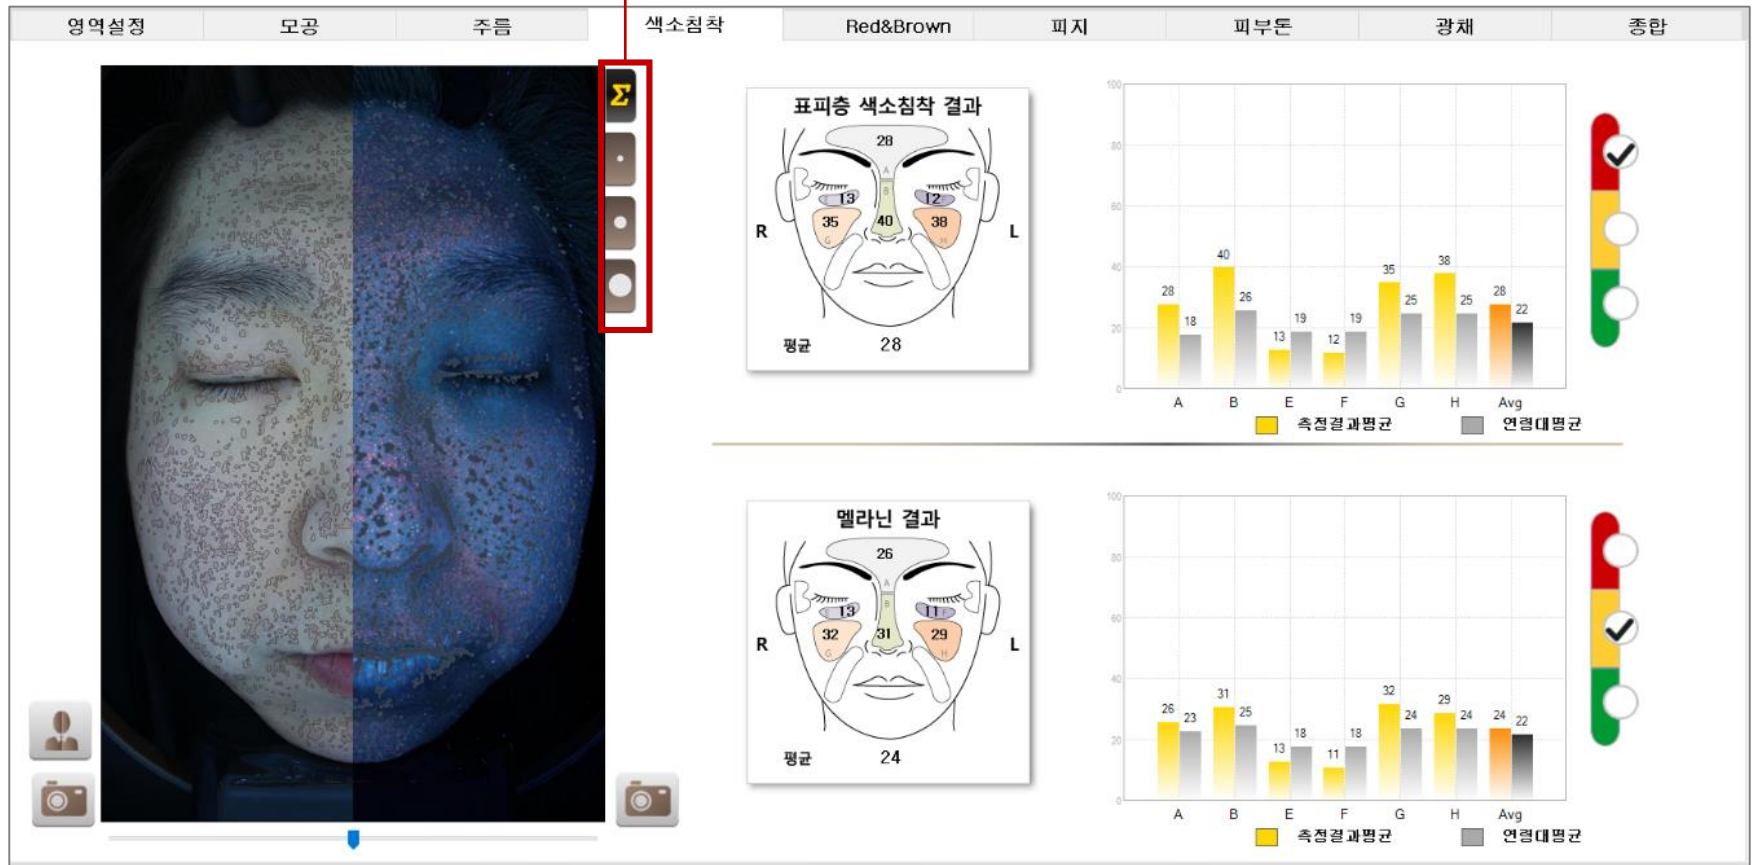 영역설정 모공 주름 색소침착 Red&Brown 피지 피부톤 광채 종합
Σ
표피층 색소침착 결과
28
A
B
13 12
35 40 38
G H
R L
평균 28
100
80
60
40
20
0
28 18 40 26 13 19 12 19 35 25 38 25 28 22
A B E F G H Avg
측정결과평균 연령대평균
멜라닌 결과
26
A
B
13 11
32 31 29
G H
R L
평균 24
100
80
60
40
20
0
26 23 31 25 13 18 11 18 32 24 29 24 24 22
A B E F G H Avg
측정결과평균 연령대평균